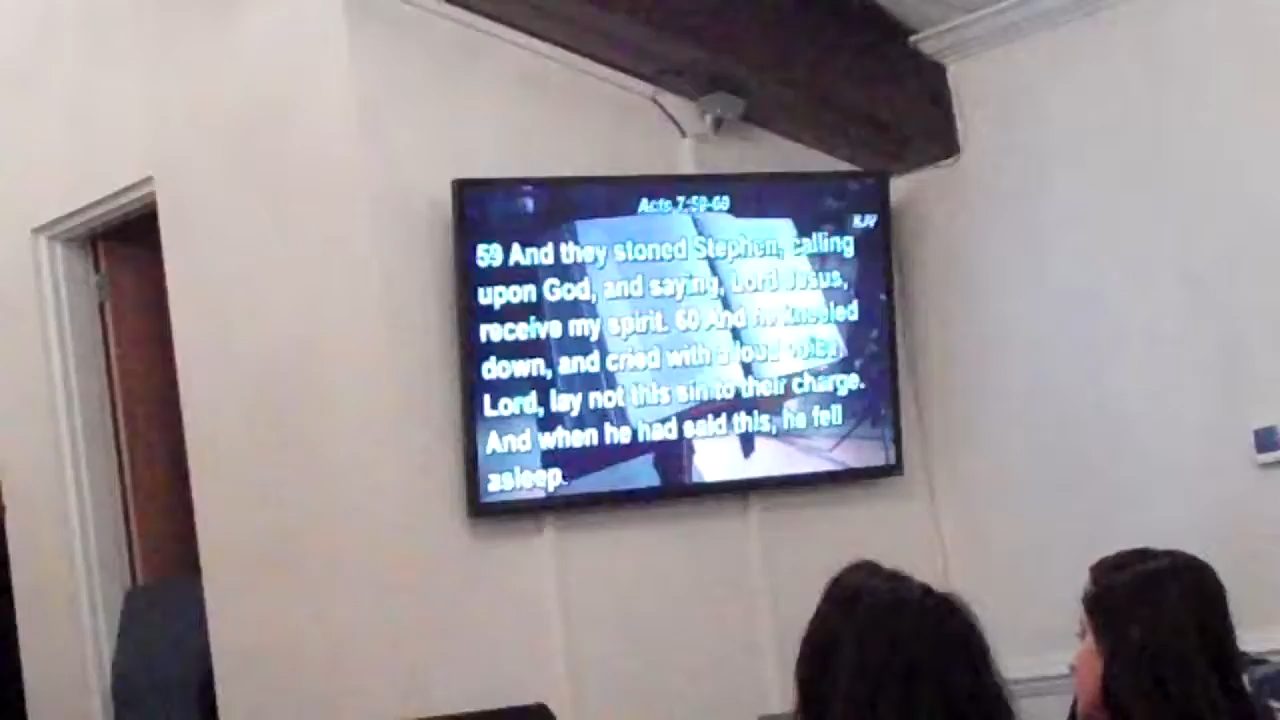 Acts 7:59-60
KJV
59 And they stoned Stephen, calling
upon God, and saying, Lord Jesus,
receive my spirit. 60 And he kneeled
down, and cried with a loud voice,
Lord, lay not this sin to their charge.
And when he had said this, he fell
asleep.